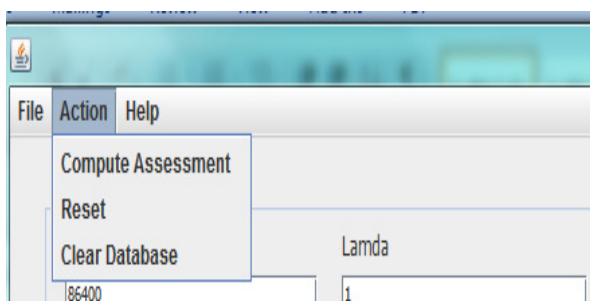 File Action Help
Compute Assessment
Reset
Clear Database
Lamda
86400 1